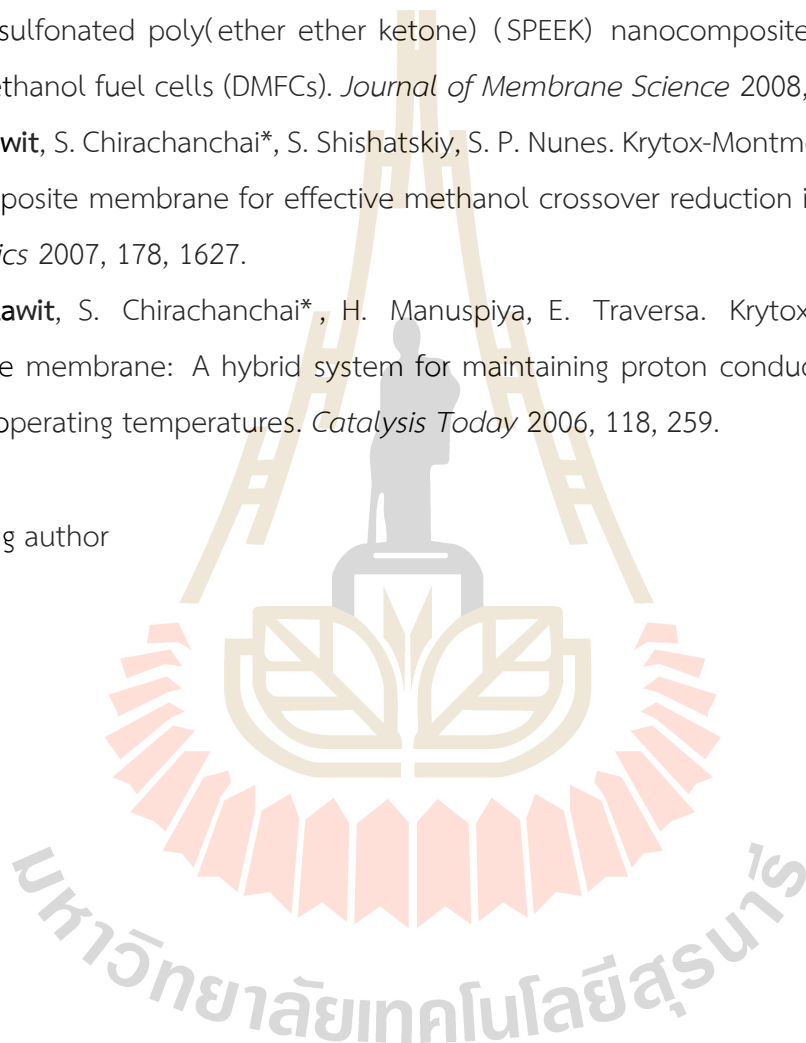 sulfonated poly(ether ether ketone) (SPEEK) nanocomposite
ethanol fuel cells (DMFCs). Journal of Membrane Science 2008,
wit, S. Chirachanchai*, S. Shishatskiy, S. P. Nunes. Krytox-Montm
posite membrane for effective methanol crossover reduction i
ics 2007, 178, 1627.
awit, S. Chirachanchai*, H. Manuspiya, E. Traversa. Krytox
e membrane: A hybrid system for maintaining proton conduc
operating temperatures. Catalysis Today 2006, 118, 259.
g author
มหาวิทยาลัยเทคโนโลยีสุรนารี